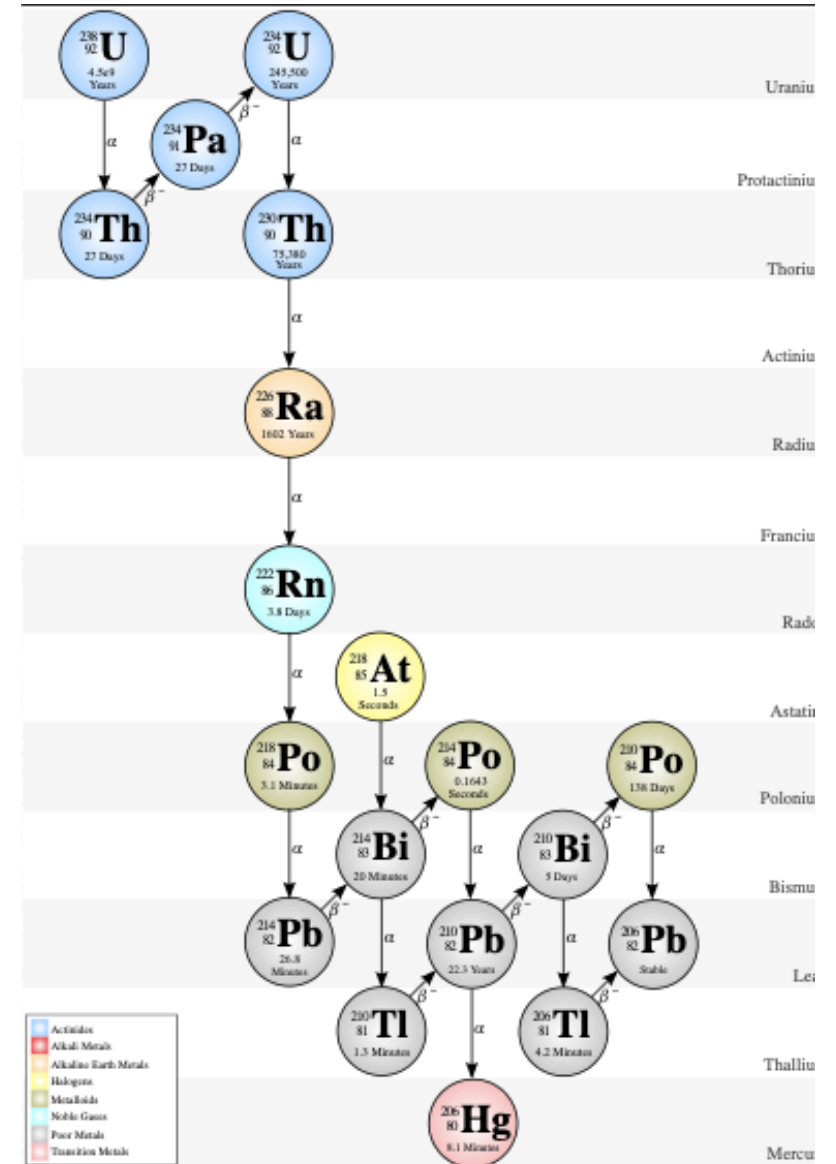 238
92 U
4.5e9
Years
234
92 U
245,500
Years
Uraniu
α
β⁻
α
234
91 Pa
27 Days
Protactiniu
β⁻
234
90 Th
27 Days
230
90 Th
75,380
Years
Thoriu
α
Actiniu
226
88 Ra
1602 Years
Radiu
α
Franciu
222
86 Rn
3.8 Days
Rado
α
218
85 At
1.5
Seconds
Astatin
218
84 Po
3.1 Minutes
α
214
84 Po
0.1643
Seconds
210
84 Po
138 Days
Poloniu
α
β⁻
α
β⁻
α
214
83 Bi
20 Minutes
210
83 Bi
5 Days
Bismu
214
82 Pb
26.8
Minutes
β⁻
α
210
82 Pb
22.3 Years
β⁻
α
206
82 Pb
Stable
Lea
210
81 Tl
1.3 Minutes
β⁻
α
206
81 Tl
4.2 Minutes
β⁻
Thalliu
206
80 Hg
8.1 Minutes
Mercu
Actinides
Alkali Metals
Alkaline Earth Metals
Halogens
Metalloids
Noble Gases
Poor Metals
Transition Metals